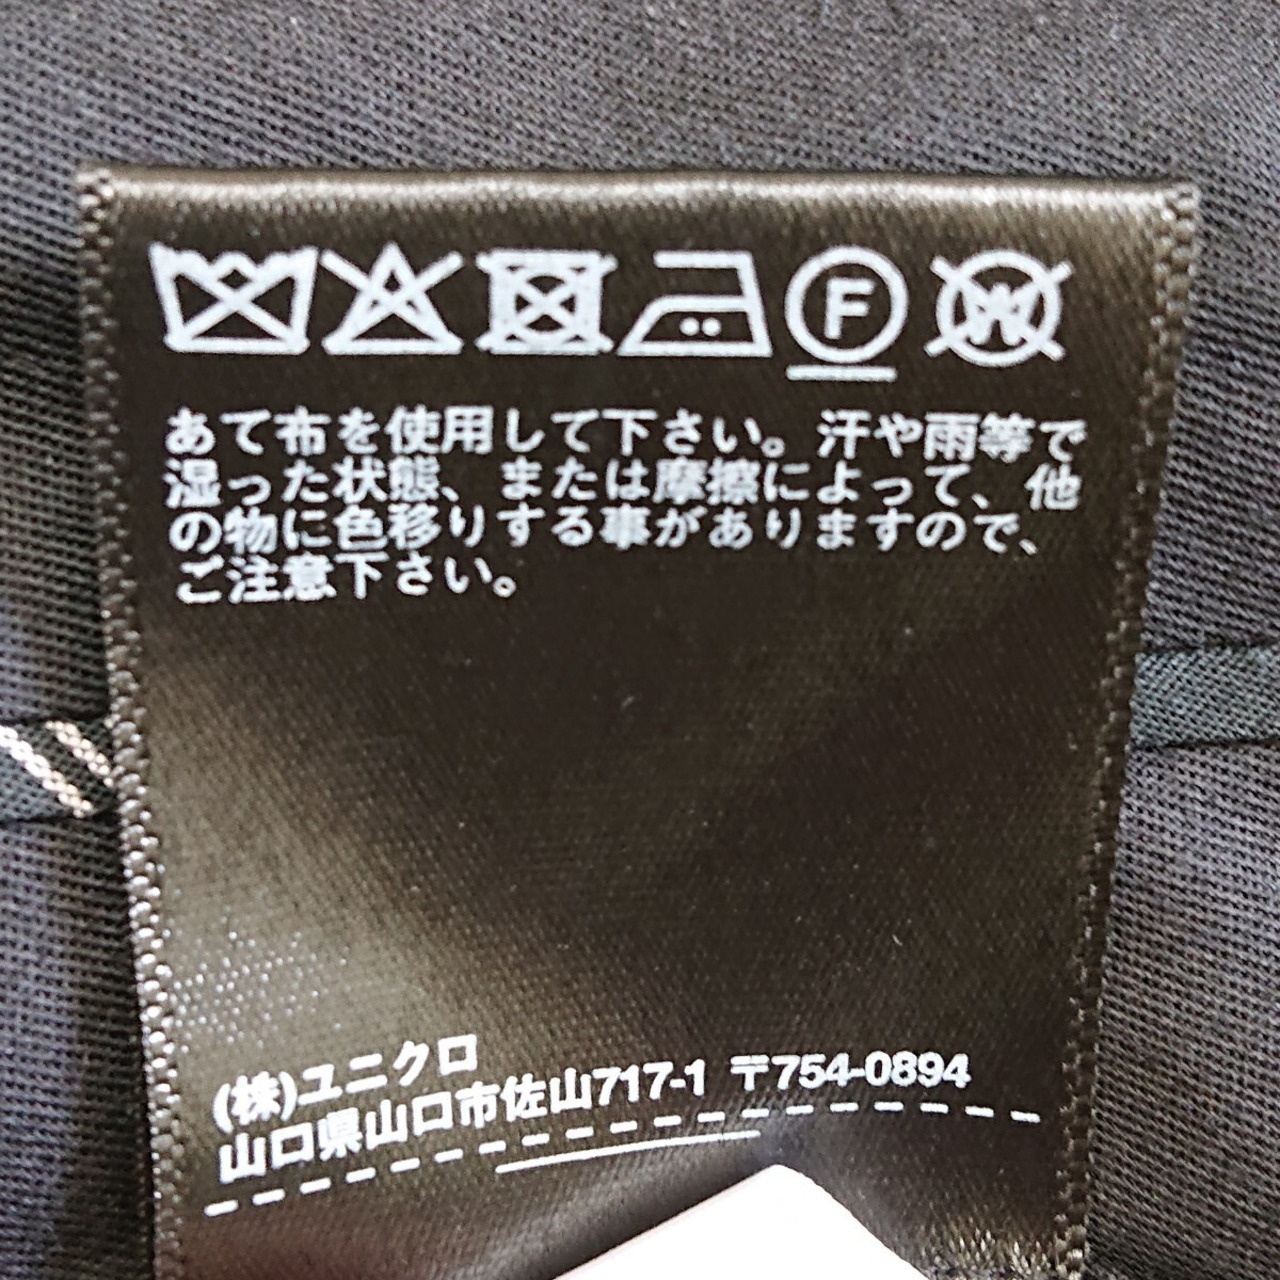 F W
あて布を使用して下さい。汗や雨等で
湿った状態、または摩擦によって、他
の物に色移りする事がありますので、
ご注意下さい。
(株)ユニクロ
山口県山口市佐山717-1 〒754-0894